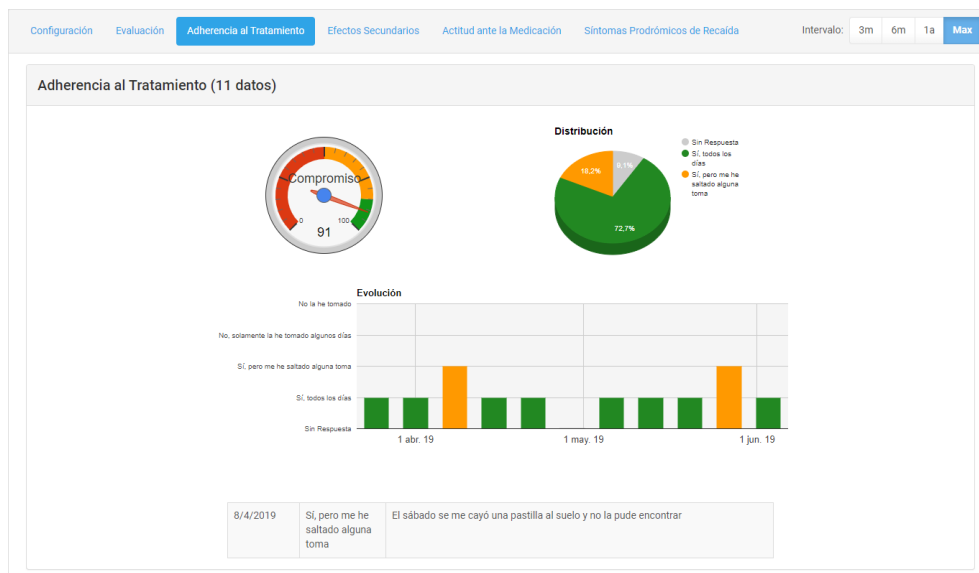 Configuración Evaluación Adherencia al Tratamiento Efectos Secundarios Actitud ante la Medicación Síntomas Prodrómicos de Recaída Intervalo: 3m 6m 1a Max
Adherencia al Tratamiento (11 datos)
Compromiso
0 100
91
Distribución
9,1%
18,2%
72,7%
Sin Respuesta
Sí, todos los
días
Sí, pero me he
saltado alguna
toma
Evolución
No la he tomado
No, solamente la he tomado algunos días
Sí, pero me he saltado alguna toma
Sí, todos los días
Sin Respuesta
1 abr. 19 1 may. 19 1 jun. 19
8/4/2019 Sí, pero me he El sábado se me cayó una pastilla al suelo y no la pude encontrar
saltado alguna
toma